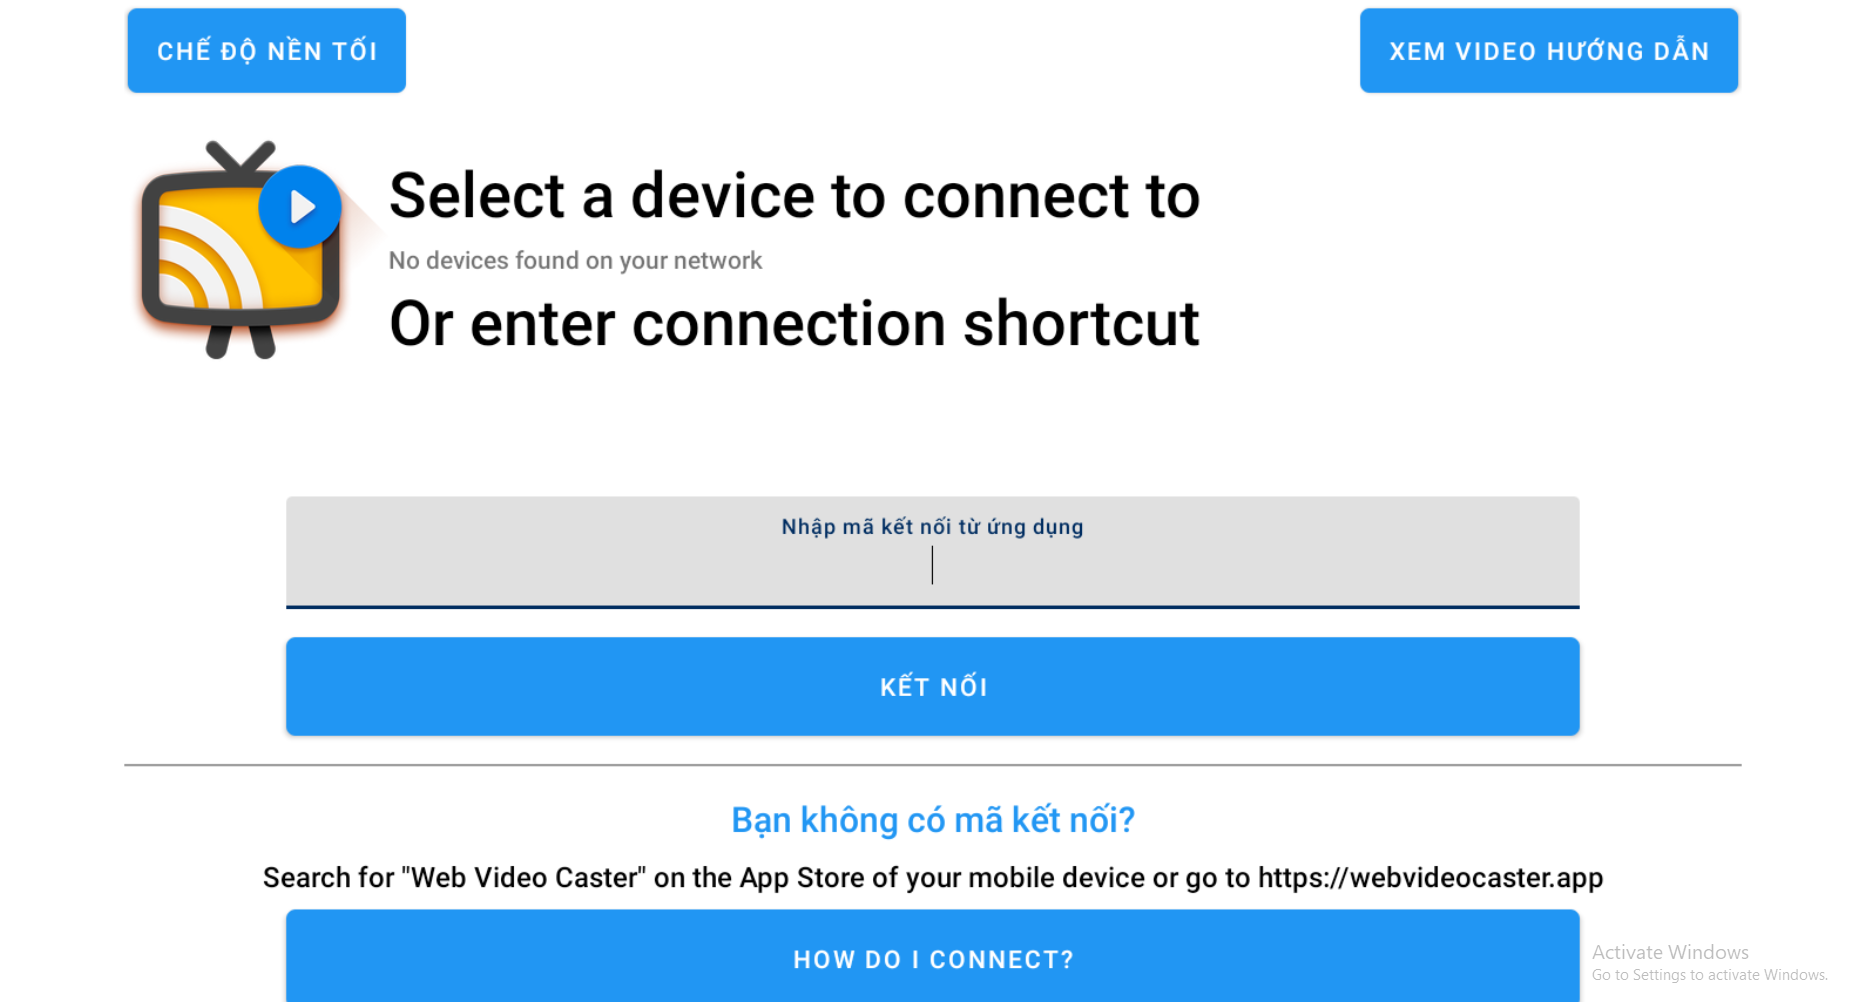 CHẾ ĐỘ NỀN TỐI
XEM VIDEO HƯỚNG DẪN
Select a device to connect to
No devices found on your network
Or enter connection shortcut
Nhập mã kết nối từ ứng dụng
KẾT NỐI
Bạn không có mã kết nối?
Search for "Web Video Caster" on the App Store of your mobile device or go to https://webvideocaster.app
HOW DO I CONNECT?
Activate Windows
Go to Settings to activate Windows.